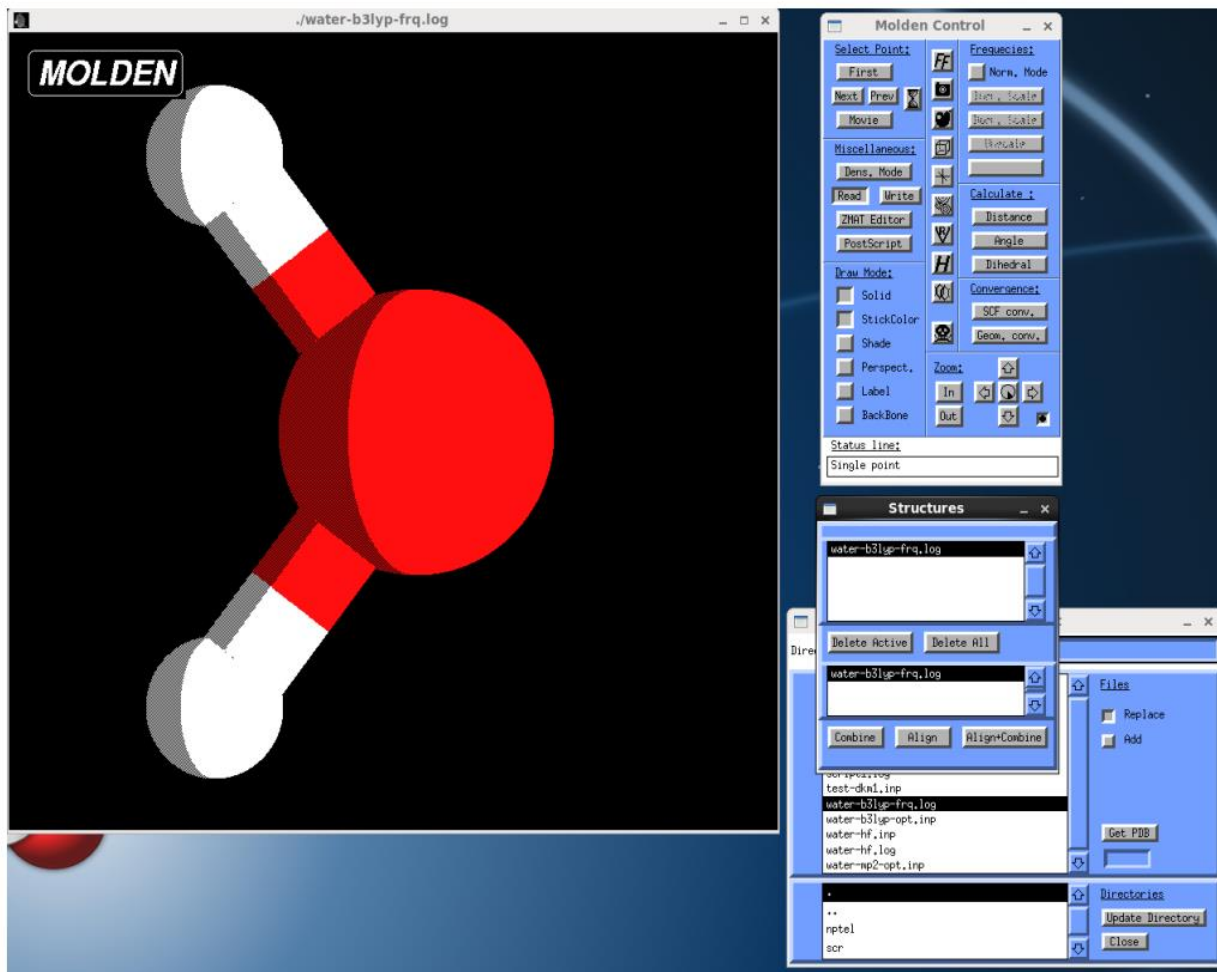 ./water-b3lyp-frq.log
MOLDEN
Molden Control
Select Point:
First
Next Prev
Movie
Miscellaneous:
Dens. Mode
Read Write
ZMAT Editor
PostScript
Draw Mode:
Solid
StickColor
Shade
Perspect.
Label
BackBone
FF
H
Frequecies:
Norm. Mode
Calculate :
Distance
Angle
Dihedral
Convergence:
SCF conv.
Geom. conv.
Zoom:
In
Out
Status line:
Single point
Structures
water-b3lyp-frq.log
Delete Active Delete All
water-b3lyp-frq.log
Combine Align Align+Combine
Files
Replace
Add
Get PDB
script1.log
test-dkm1.inp
water-b3lyp-frq.log
water-b3lyp-opt.inp
water-hf.inp
water-hf.log
water-mp2-opt.inp
.
..
nptel
scr
Directories
Update Directory
Close